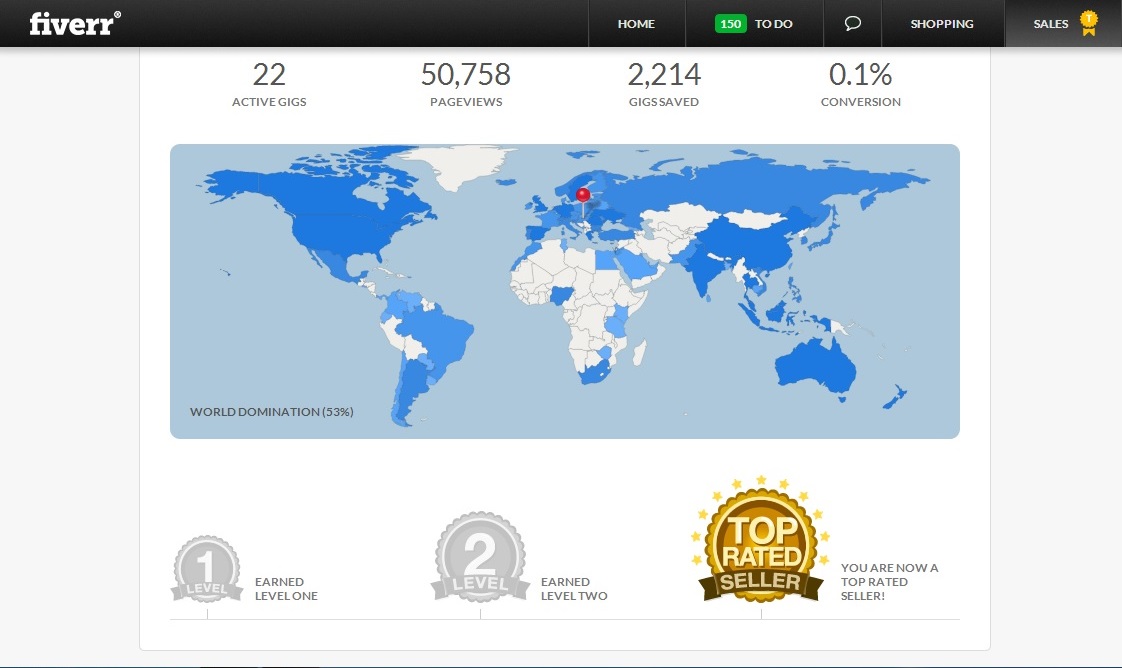 fiverr®
HOME
150 TO DO
SHOPPING
SALES
T
22
50,758
2,214
0.1%
ACTIVE GIGS
PAGEVIEWS
GIGS SAVED
CONVERSION
WORLD DOMINATION (53%)
1
LEVEL
EARNED
LEVEL ONE
2
LEVEL
EARNED
LEVEL TWO
TOP
RATED
SELLER
YOU ARE NOW A
TOP RATED
SELLER!